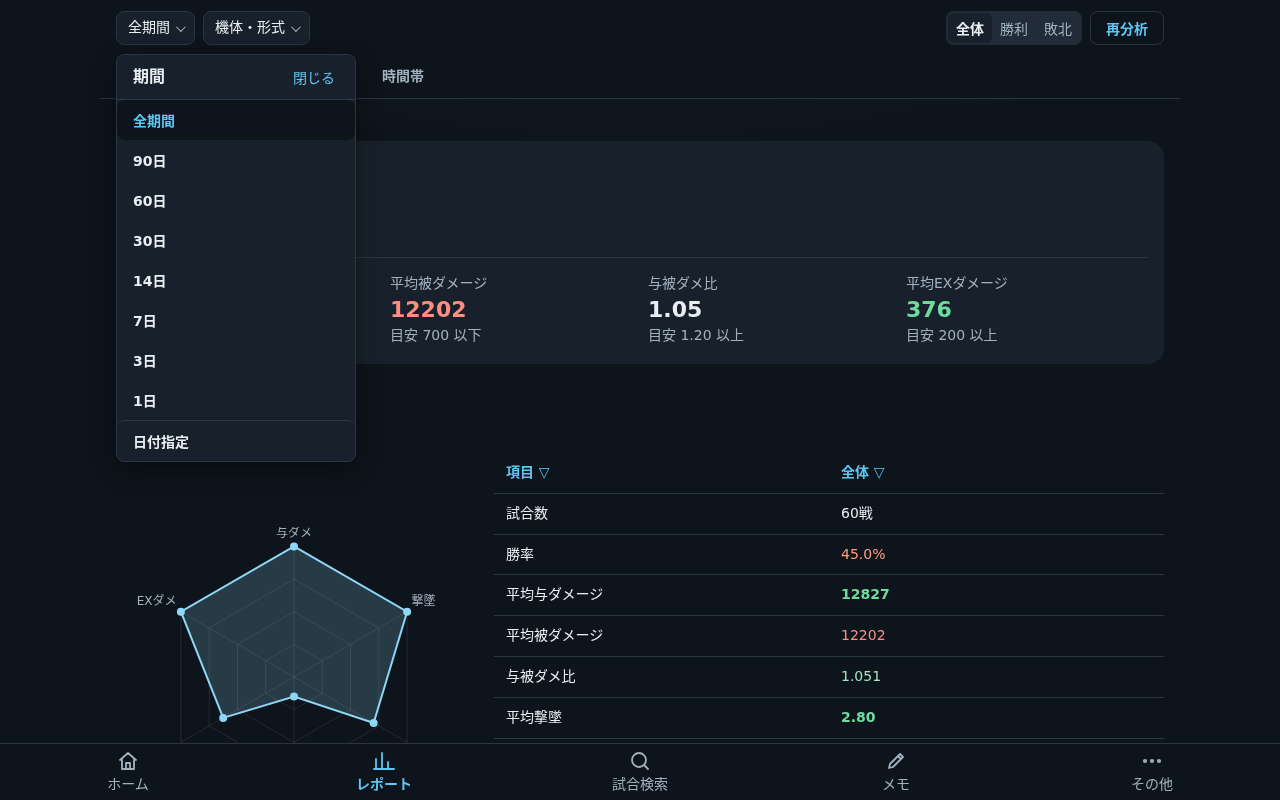 全期間
機体・形式
全体
勝利
敗北
再分析
期間
閉じる
時間帯
全期間
90日
60日
30日
14日
7日
3日
1日
日付指定
平均被ダメージ
12202
目安 700 以下
与被ダメ比
1.05
目安 1.20 以上
平均EXダメージ
376
目安 200 以上
与ダメ
EXダメ
撃墜
項目 ▽
全体 ▽
試合数
60戦
勝率
45.0%
平均与ダメージ
12827
平均被ダメージ
12202
与被ダメ比
1.051
平均撃墜
2.80
ホーム
レポート
試合検索
メモ
その他